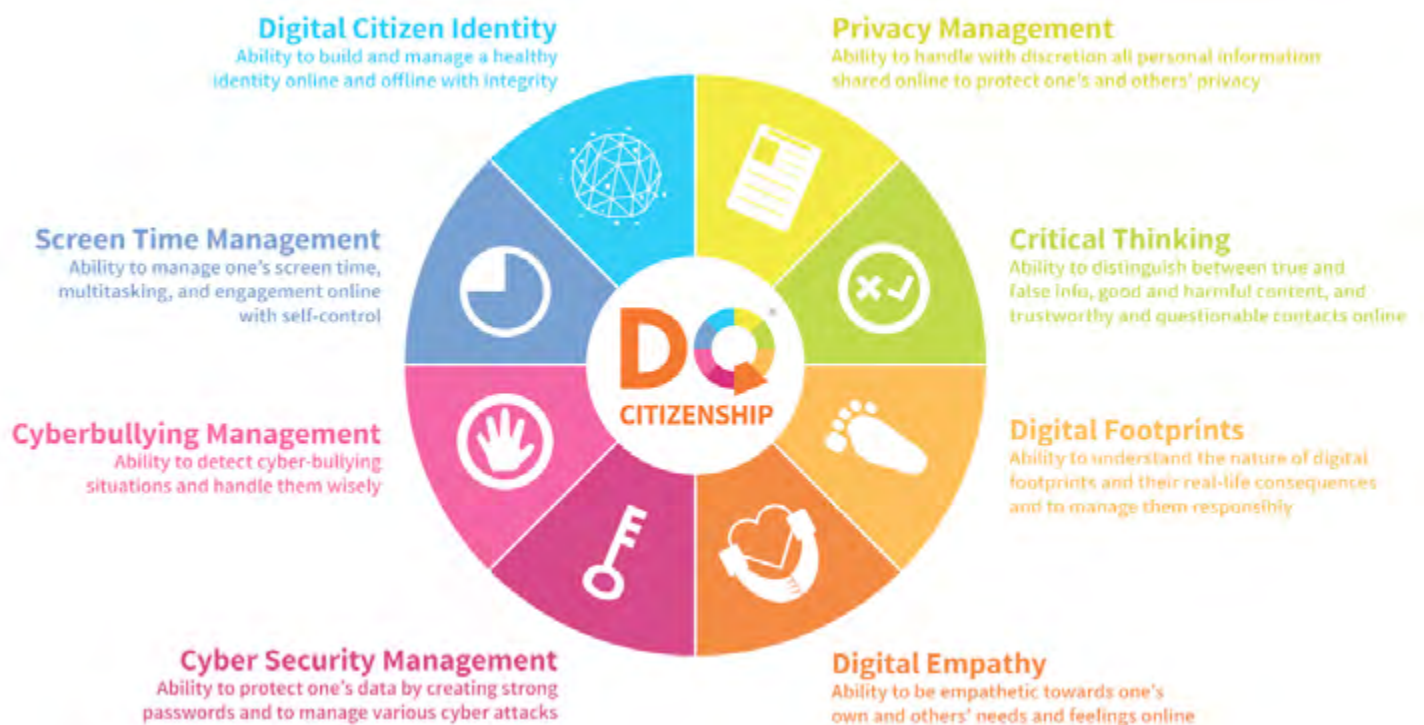 Digital Citizen Identity
Ability to build and manage a healthy
identity online and offline with integrity
Privacy Management
Ability to handle with discretion all personal information
shared online to protect one's and others' privacy
Screen Time Management
Ability to manage one's screen time,
multitasking, and engagement online
with self-control
Critical Thinking
Ability to distinguish between true and
false info, good and harmful content, and
trustworthy and questionable contacts online
DQ
®
CITIZENSHIP
Cyberbullying Management
Ability to detect cyber-bullying
situations and handle them wisely
Digital Footprints
Ability to understand the nature of digital
footprints and their real-life consequences
and to manage them responsibly
Cyber Security Management
Ability to protect one's data by creating strong
passwords and to manage various cyber attacks
Digital Empathy
Ability to be empathetic towards one's
own and others' needs and feelings online